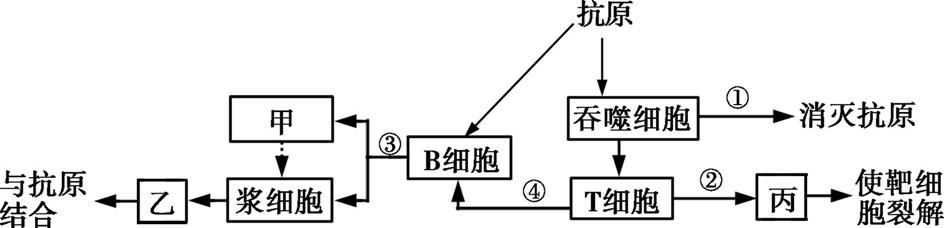 抗原
①
吞噬细胞
消灭抗原
甲
③
B细胞
与抗原
结合
乙
浆细胞
④
T细胞
②
丙
使靶细
胞裂解